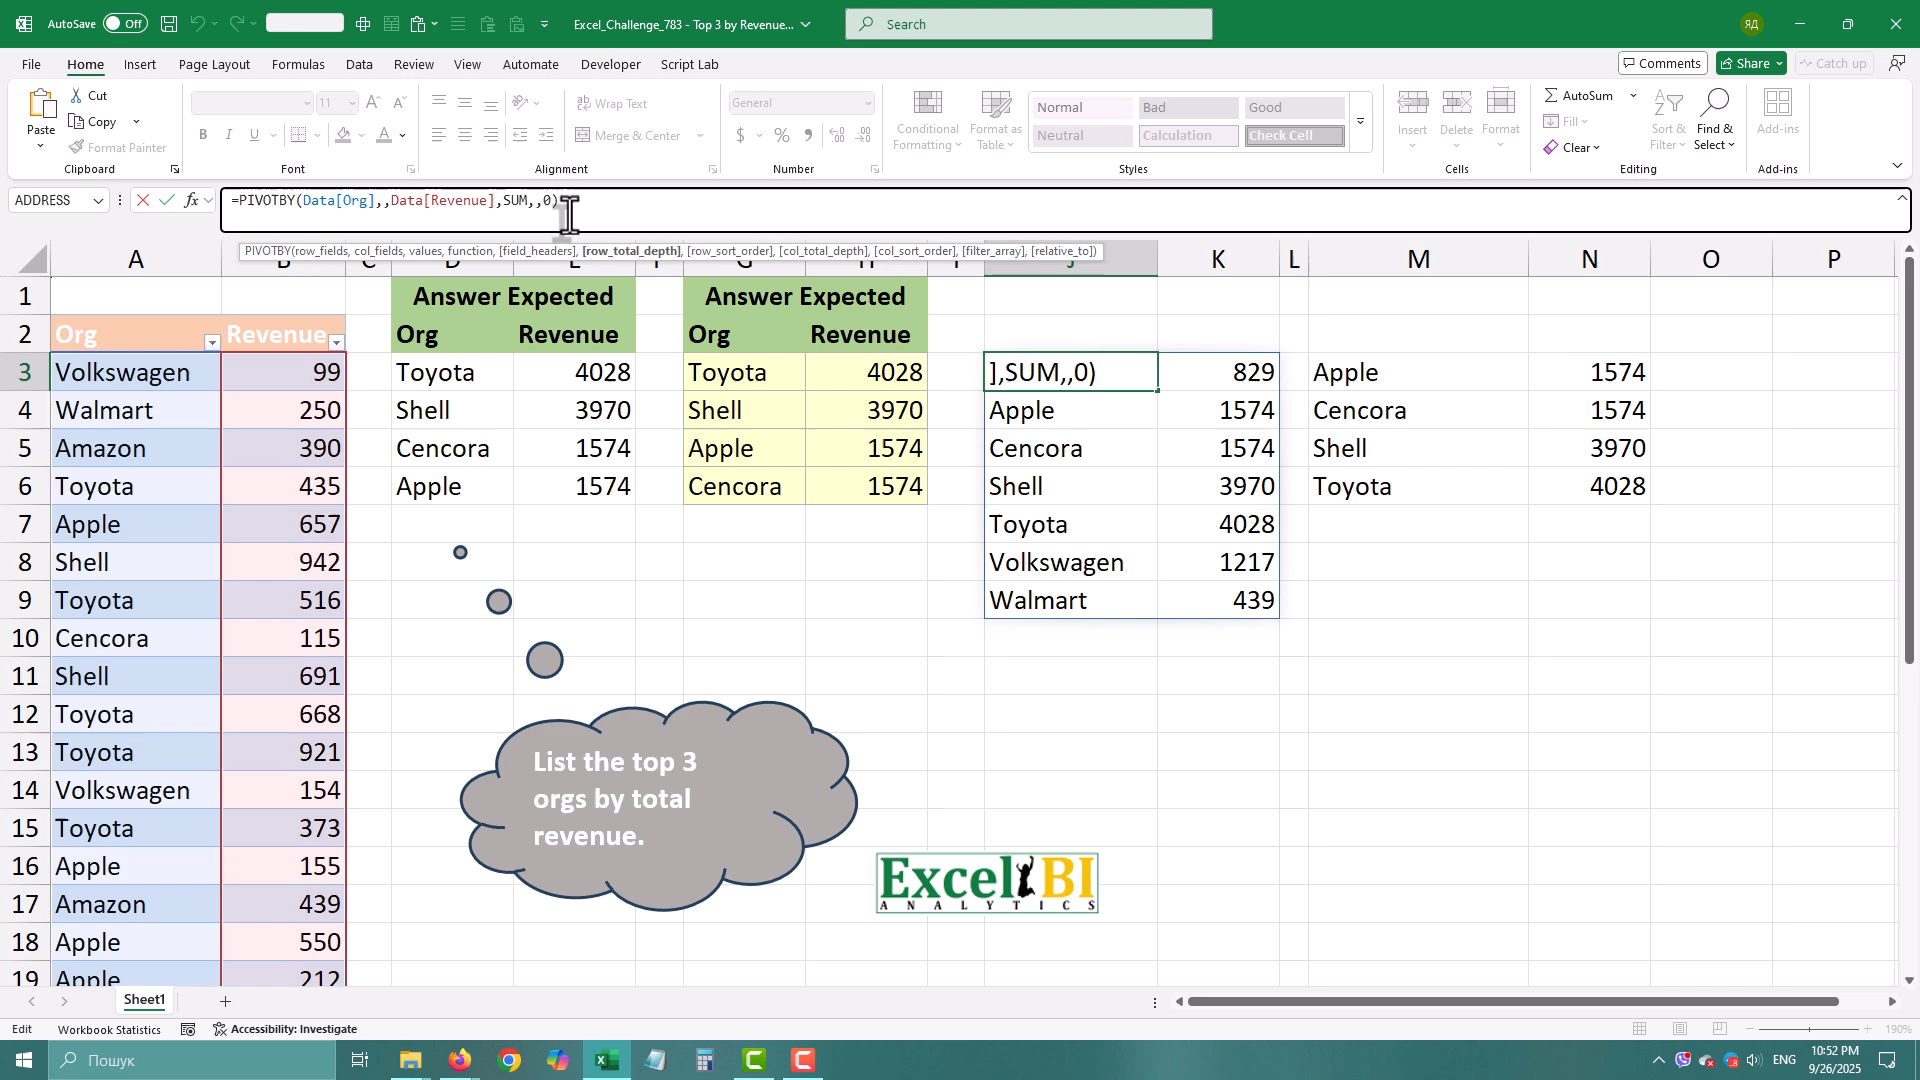 AutoSave Off Excel_Challenge_783 - Top 3 by Revenue... Search ЯД
File Home Insert Page Layout Formulas Data Review View Automate Developer Script Lab Comments Share Catch up
Paste Cut Copy Format Painter Clipboard
11 B I U A Font
Wrap Text Merge & Center Alignment
General $ % Number
Conditional Formatting Format as Table
Normal Bad Good
Neutral Calculation Check Cell
Styles
Insert Delete Format Cells
AutoSum Fill Clear Sort & Filter Find & Select Editing
Add-ins Add-ins
ADDRESS fx =PIVOTBY(Data[Org],,Data[Revenue],SUM,,0)
PIVOTBY(row_fields, col_fields, values, function, [field_headers], [row_total_depth], [row_sort_order], [col_total_depth], [col_sort_order], [filter_array], [relative_to])
A K L M N O P
1 Answer Expected Answer Expected
2 Org Revenue Org Revenue Org Revenue
3 Volkswagen 99 Toyota 4028 Toyota 4028 ],SUM,,0) 829 Apple 1574
4 Walmart 250 Shell 3970 Shell 3970 Apple 1574 Cencora 1574
5 Amazon 390 Cencora 1574 Apple 1574 Cencora 1574 Shell 3970
6 Toyota 435 Apple 1574 Cencora 1574 Shell 3970 Toyota 4028
7 Apple 657 Toyota 4028
8 Shell 942 Volkswagen 1217
9 Toyota 516 Walmart 439
10 Cencora 115
11 Shell 691
12 Toyota 668
13 Toyota 921
14 Volkswagen 154
15 Toyota 373
16 Apple 155
17 Amazon 439
18 Apple 550
19 Apple 212
List the top 3
orgs by total
revenue.
Excel BI
ANALYTICS
Sheet1
Edit Workbook Statistics Accessibility: Investigate 190%
Пошук ENG 10:52 PM
9/26/2025